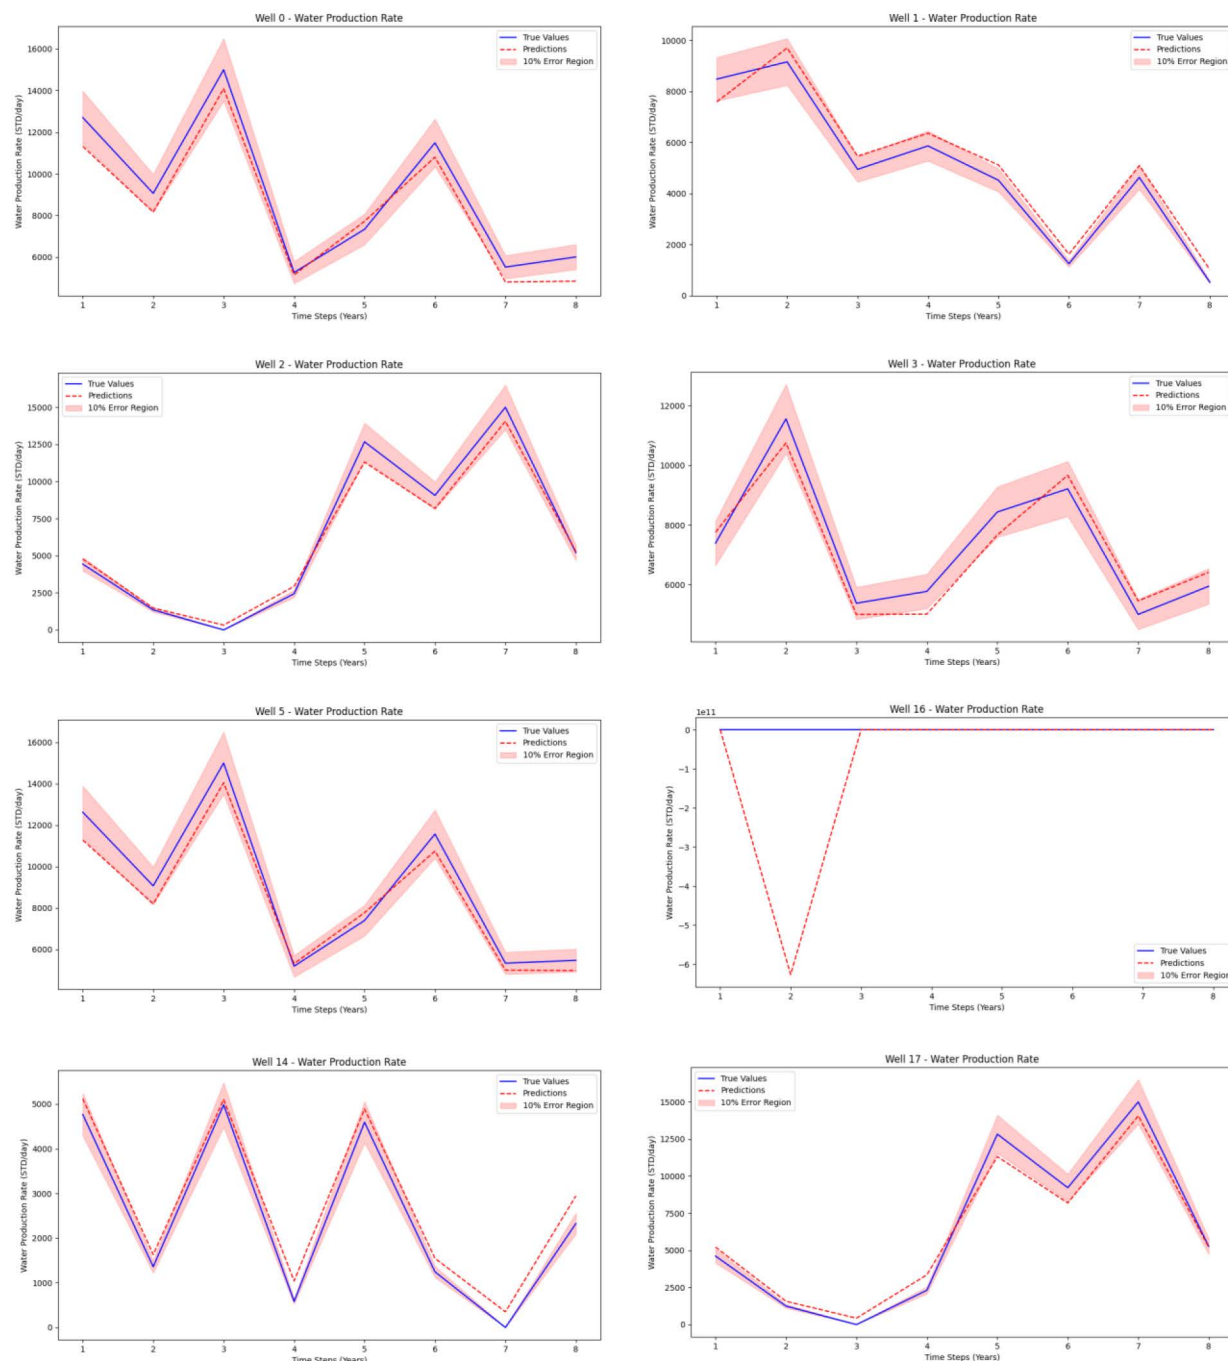 Well 0 - Water Production Rate
Water Production Rate (STD/day)
16000
14000
12000
10000
8000
6000
True Values
Predictions
10% Error Region
1 2 3 4 5 6 7 8
Time Steps (Years)
Well 1 - Water Production Rate
Water Production Rate (STD/day)
10000
8000
6000
4000
2000
0
True Values
Predictions
10% Error Region
1 2 3 4 5 6 7 8
Time Steps (Years)
Well 2 - Water Production Rate
Water Production Rate (STD/day)
15000
12500
10000
7500
5000
2500
0
True Values
Predictions
10% Error Region
1 2 3 4 5 6 7 8
Time Steps (Years)
Well 3 - Water Production Rate
Water Production Rate (STD/day)
12000
10000
8000
6000
True Values
Predictions
10% Error Region
1 2 3 4 5 6 7 8
Time Steps (Years)
Well 5 - Water Production Rate
Water Production Rate (STD/day)
16000
14000
12000
10000
8000
6000
True Values
Predictions
10% Error Region
1 2 3 4 5 6 7 8
Time Steps (Years)
Well 16 - Water Production Rate
1e11
Water Production Rate (STD/day)
0
−1
−2
−3
−4
−5
−6
True Values
Predictions
10% Error Region
1 2 3 4 5 6 7 8
Time Steps (Years)
Well 14 - Water Production Rate
Water Production Rate (STD/day)
5000
4000
3000
2000
1000
0
True Values
Predictions
10% Error Region
1 2 3 4 5 6 7 8
Time Steps (Years)
Well 17 - Water Production Rate
Water Production Rate (STD/day)
15000
12500
10000
7500
5000
2500
0
True Values
Predictions
10% Error Region
1 2 3 4 5 6 7 8
Time Steps (Years)